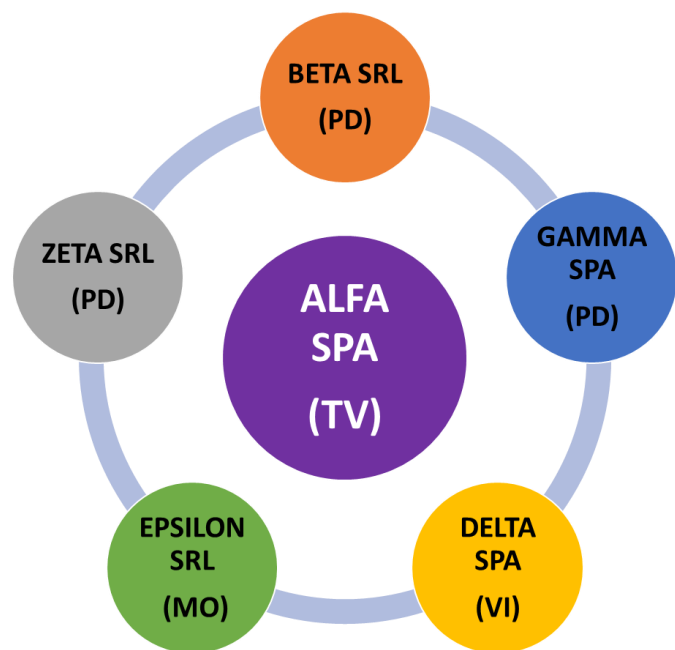 BETA SRL
(PD)
GAMMA
SPA
(PD)
DELTA
SPA
(VI)
EPSILON
SRL
(MO)
ZETA SRL
(PD)
ALFA
SPA
(TV)